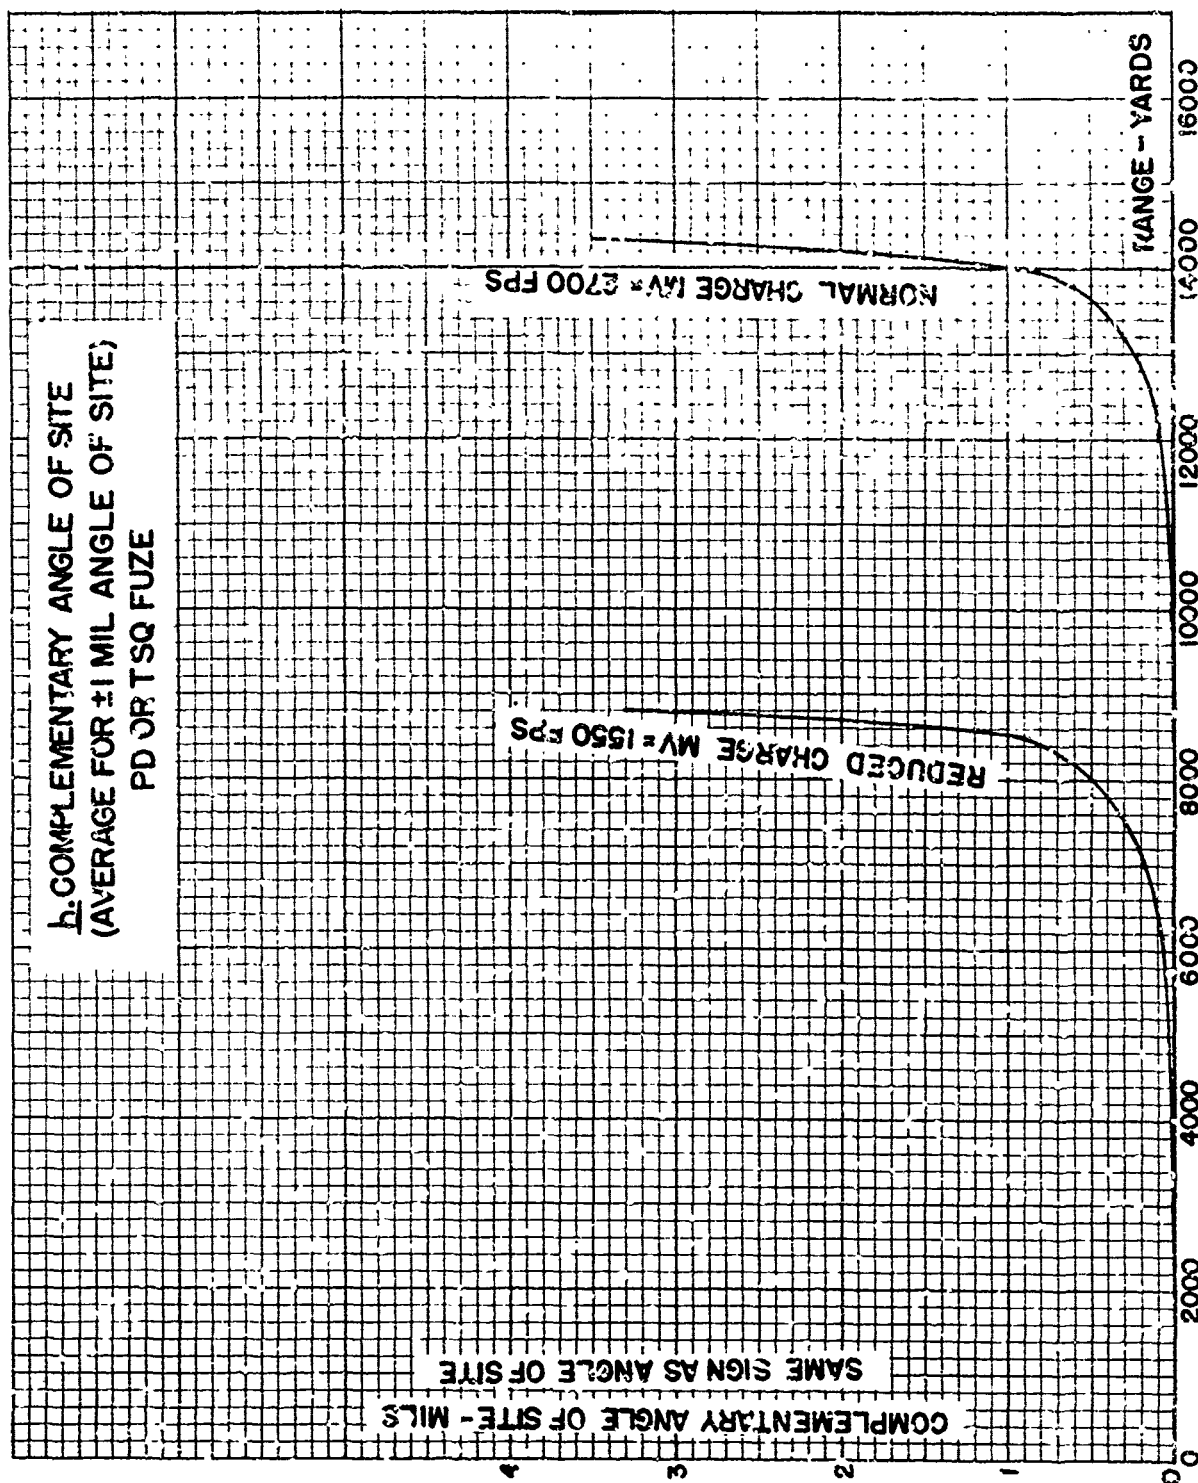 h. COMPLEMENTARY ANGLE OF SITE
(AVERAGE FOR ±1 MIL ANGLE OF SITE)
PD OR TSQ FUZE
COMPLEMENTARY ANGLE OF SITE - MILS
SAME SIGN AS ANGLE OF SITE
4
3
2
1
0
REDUCED CHARGE MV = 1550 FPS
NORMAL CHARGE MV = 2700 FPS
0
2000
4000
6000
8000
10000
12000
14000
16000
RANGE - YARDS